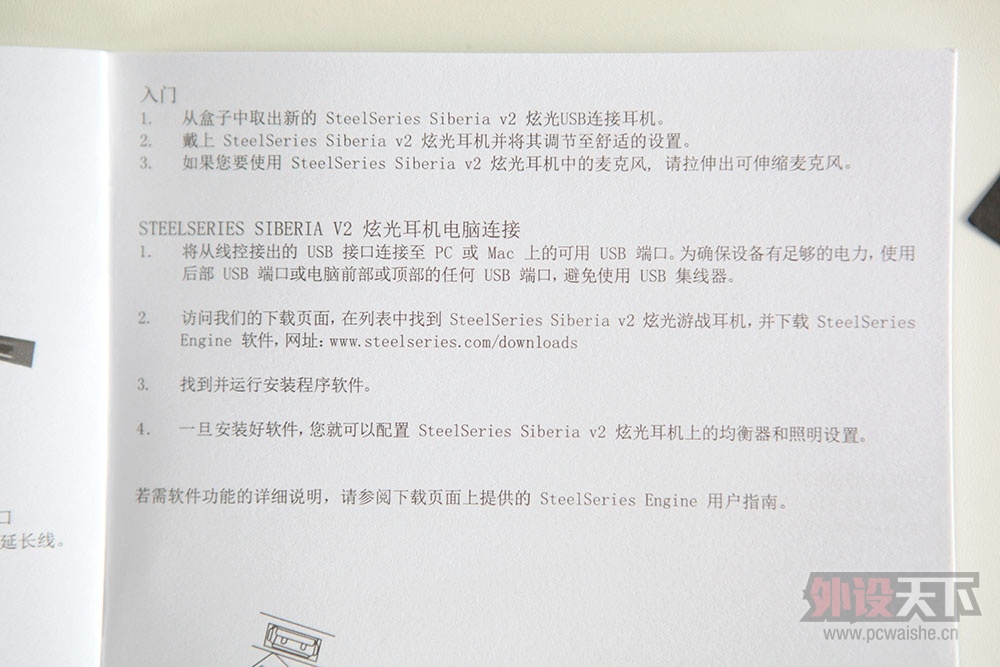 入门
1. 从盒子中取出新的 SteelSeries Siberia v2 炫光USB连接耳机。
2. 戴上 SteelSeries Siberia v2 炫光耳机并将其调节至舒适的设置。
3. 如果您要使用 SteelSeries Siberia v2 炫光耳机中的麦克风, 请拉伸出可伸缩麦克风。
STEELSERIES SIBERIA V2 炫光耳机电脑连接
1. 将从线控接出的 USB 接口连接至 PC 或 Mac 上的可用 USB 端口。为确保设备有足够的电力, 使用
后部 USB 端口或电脑前部或顶部的任何 USB 端口, 避免使用 USB 集线器。
2. 访问我们的下载页面, 在列表中找到 SteelSeries Siberia v2 炫光游战耳机, 并下载 SteelSeries
Engine 软件, 网址: www.steelseries.com/downloads
3. 找到并运行安装程序软件。
4. 一旦安装好软件, 您就可以配置 SteelSeries Siberia v2 炫光耳机上的均衡器和照明设置。
若需软件功能的详细说明, 请参阅下载页面上提供的 SteelSeries Engine 用户指南。
口
延长线。
外设天下
www.pcwaishe.cn